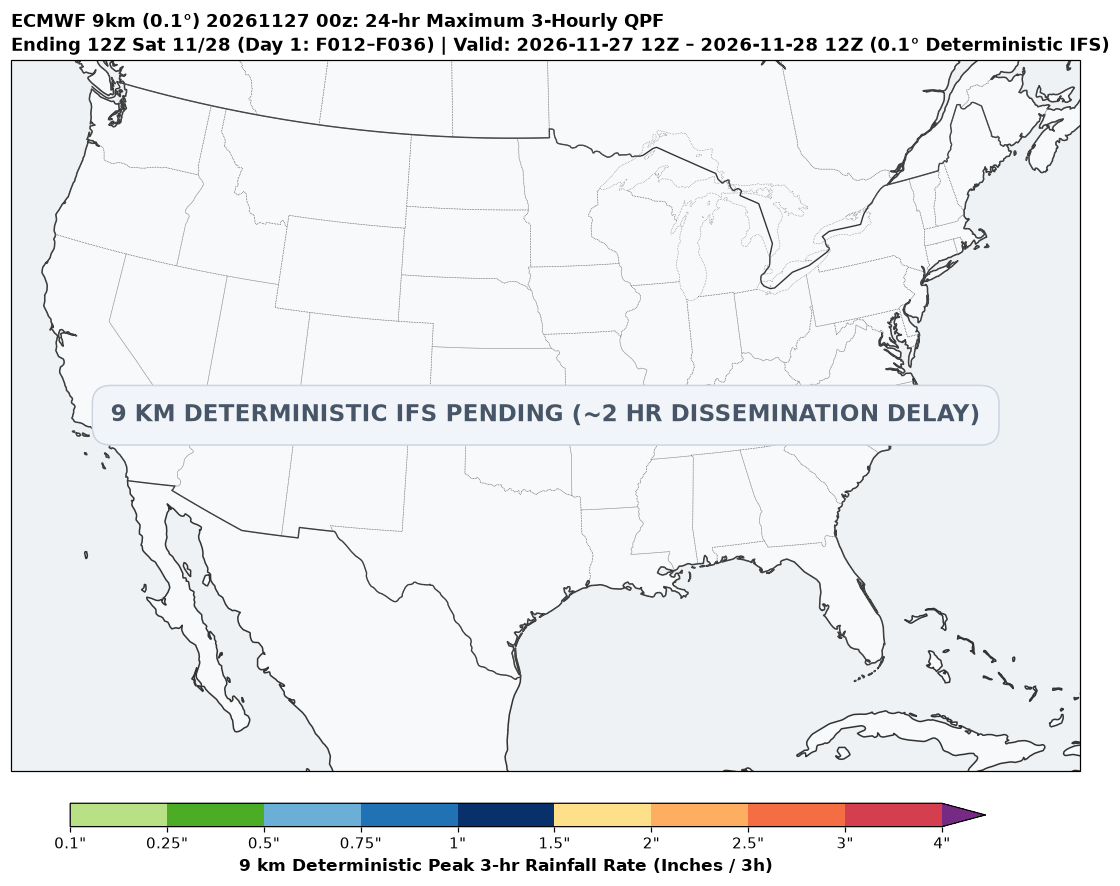 ECMWF 9km (0.1°) 20261127 00z: 24-hr Maximum 3-Hourly QPF
Ending 12Z Sat 11/28 (Day 1: F012–F036) | Valid: 2026-11-27 12Z – 2026-11-28 12Z (0.1° Deterministic IFS)
9 KM DETERMINISTIC IFS PENDING (~2 HR DISSEMINATION DELAY)
0.1" 0.25" 0.5" 0.75" 1" 1.5" 2" 2.5" 3" 4"
9 km Deterministic Peak 3-hr Rainfall Rate (Inches / 3h)